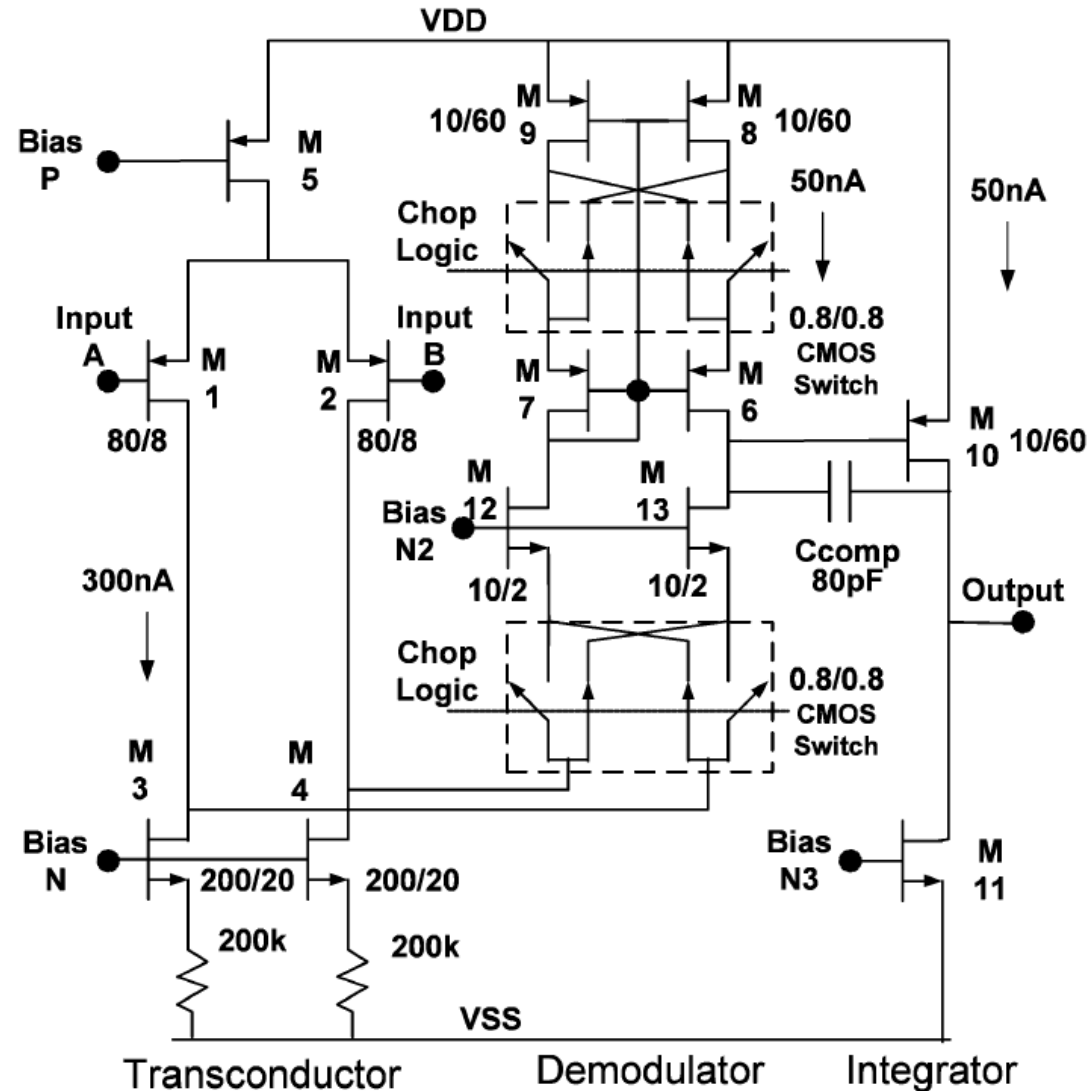 VDD
M
9
10/60
M
8
10/60
Bias
P
M
5
50nA
50nA
Chop
Logic
Input
A
M
1
80/8
Input
B
M
2
80/8
0.8/0.8
CMOS
Switch
M
7
M
6
M
10
10/60
M
12
M
13
Bias
N2
10/2
10/2
Ccomp
80pF
Output
300nA
Chop
Logic
0.8/0.8
CMOS
Switch
M
3
M
4
Bias
N
200/20
200/20
Bias
N3
M
11
200k
200k
VSS
Transconductor
Demodulator
Integrator